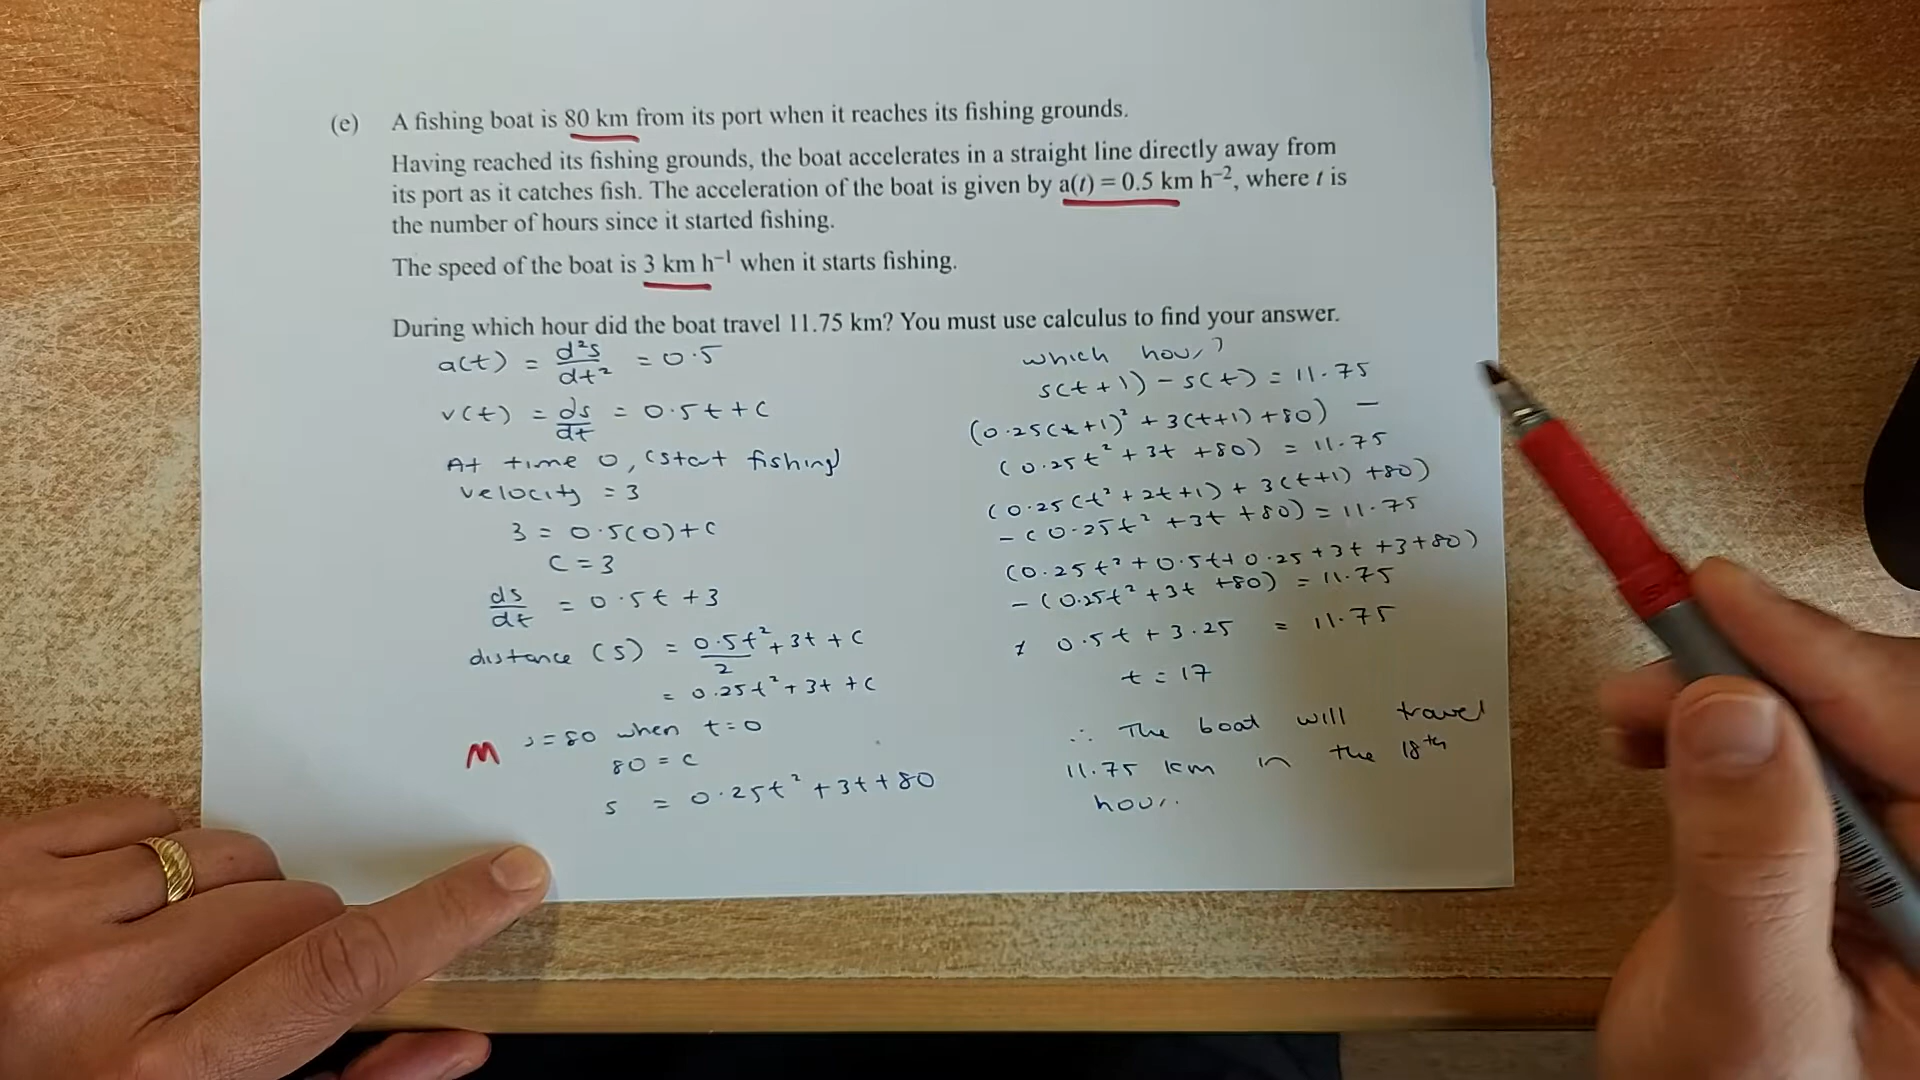 (e) A fishing boat is 80 km from its port when it reaches its fishing grounds.
Having reached its fishing grounds, the boat accelerates in a straight line directly away from
its port as it catches fish. The acceleration of the boat is given by a(t) = 0.5 km h⁻², where t is
the number of hours since it started fishing.
The speed of the boat is 3 km h⁻¹ when it starts fishing.
During which hour did the boat travel 11.75 km? You must use calculus to find your answer.
a(t) = d²s/dt² = 0.5
v(t) = ds/dt = 0.5t + C
At time 0, (start fishing)
velocity = 3
3 = 0.5(0) + C
C = 3
ds/dt = 0.5t + 3
distance (s) = 0.5t²/2 + 3t + C
= 0.25t² + 3t + C
M s = 80 when t = 0
80 = C
s = 0.25t² + 3t + 80
which hour?
s(t + 1) - s(t) = 11.75
(0.25(t+1)² + 3(t+1) + 80) -
(0.25t² + 3t + 80) = 11.75
(0.25(t² + 2t + 1) + 3(t+1) + 80)
- (0.25t² + 3t + 80) = 11.75
(0.25t² + 0.5t + 0.25 + 3t + 3 + 80)
- (0.25t² + 3t + 80) = 11.75
0.5t + 3.25 = 11.75
t = 17
∴ The boat will travel
11.75 km in the 18th
hour.